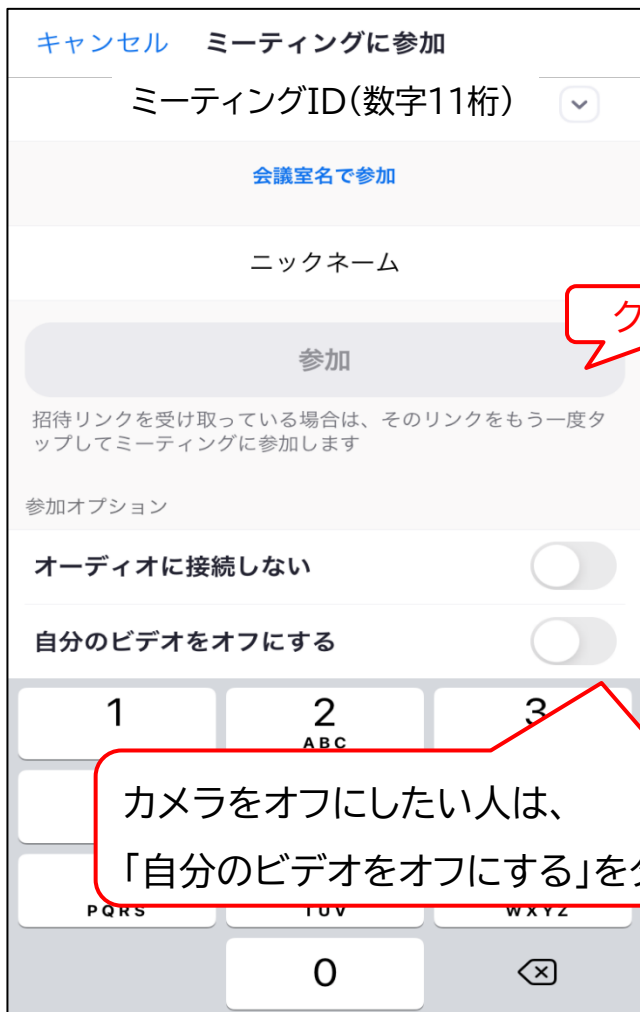 キャンセル ミーティングに参加
ミーティングID(数字11桁)
会議室名で参加
ニックネーム
ク
参加
招待リンクを受け取っている場合は、そのリンクをもう一度タ
ップしてミーティングに参加します
参加オプション
オーディオに接続しない
自分のビデオをオフにする
1 2 3
ABC
カメラをオフにしたい人は、
「自分のビデオをオフにする」を
PQRS TUV WXYZ
0